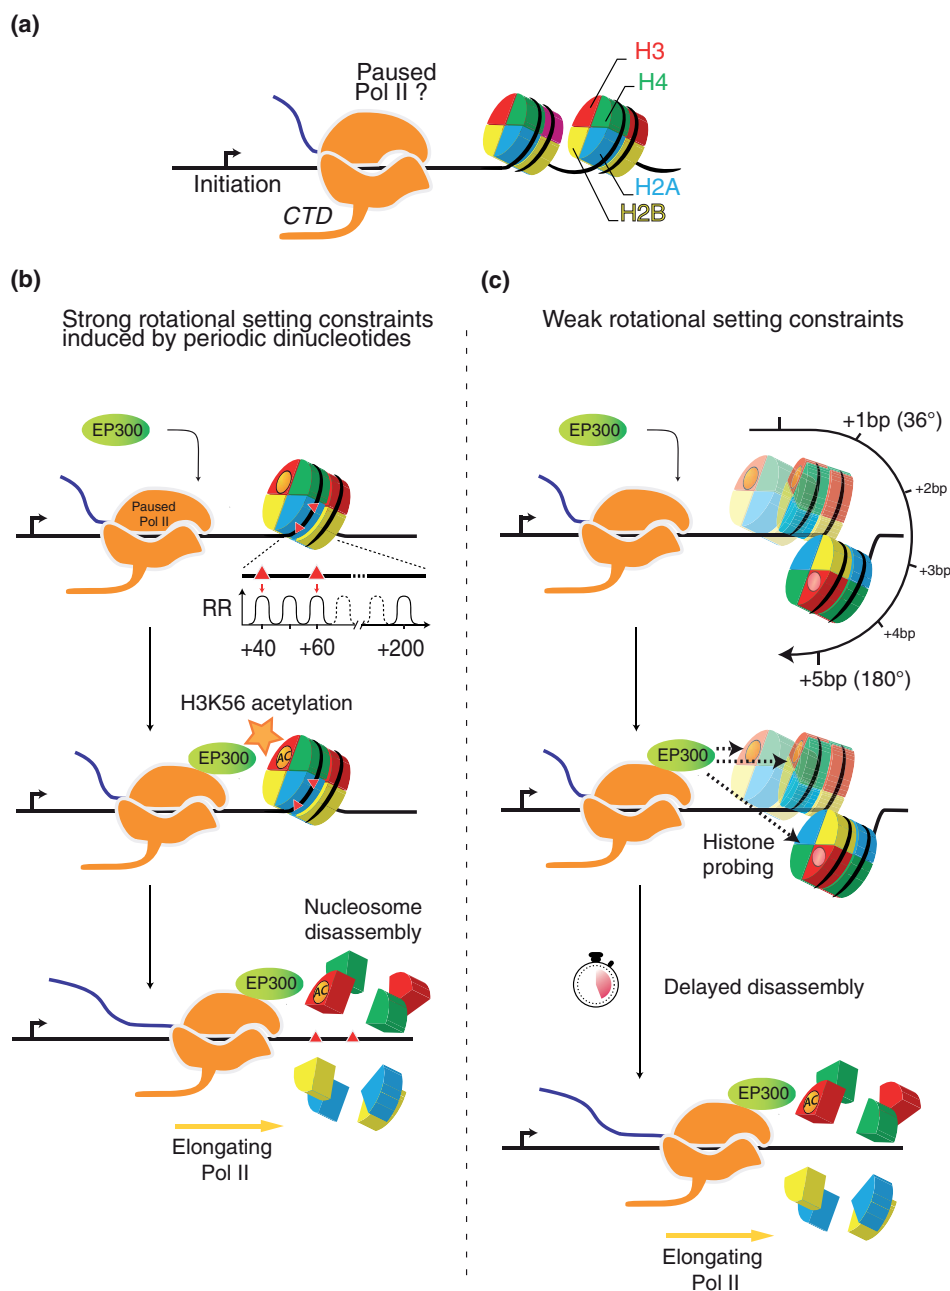 (a)
Paused
Pol II ?
H3
H4
Initiation
CTD
H2A
H2B
(b)
Strong rotational setting constraints
induced by periodic dinucleotides
EP300
Paused
Pol II
RR
+40
+60
+200
H3K56 acetylation
EP300
AC
Nucleosome
disassembly
EP300
AC
Elongating
Pol II
(c)
Weak rotational setting constraints
EP300
+1bp (36°)
+2bp
+3bp
+4bp
+5bp (180°)
EP300
Histone
probing
Delayed disassembly
EP300
AC
Elongating
Pol II